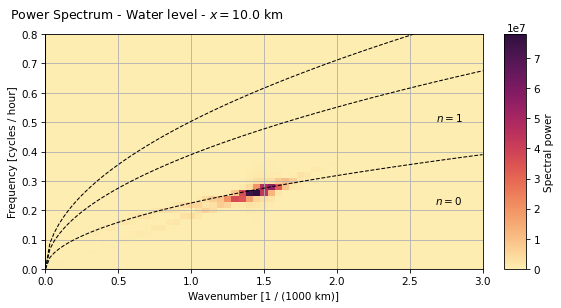 Power Spectrum - Water level - x = 10.0 km
1e7
0.8
0.7
0.6
0.5
0.4
0.3
0.2
0.1
0.0
Frequency [cycles / hour]
n = 1
n = 0
0.0 0.5 1.0 1.5 2.0 2.5 3.0
Wavenumber [1 / (1000 km)]
7
6
5
4
3
2
1
0
Spectral power